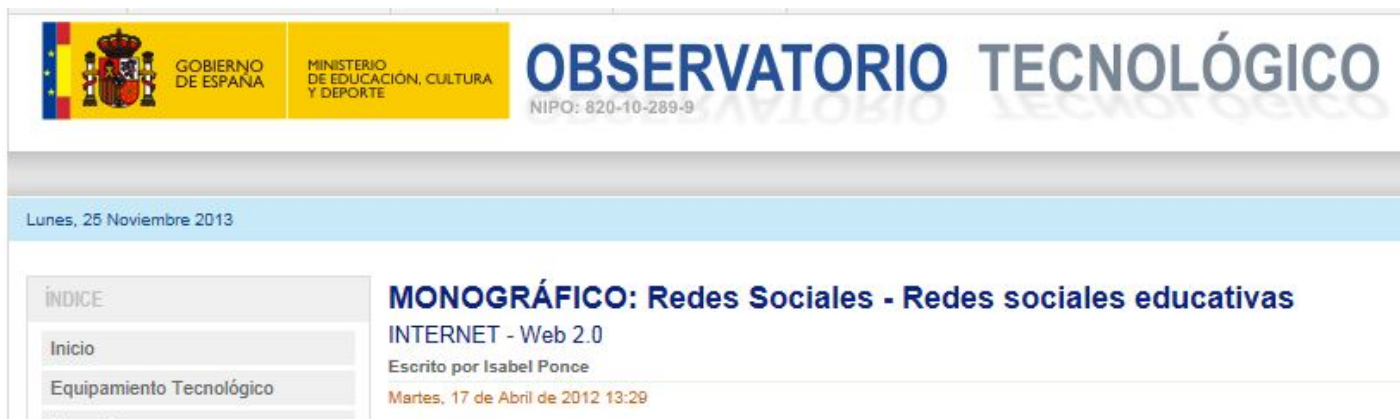 GOBIERNO
DE ESPAÑA
MINISTERIO
DE EDUCACIÓN, CULTURA
Y DEPORTE
OBSERVATORIO TECNOLÓGICO
NIPO: 820-10-289-9
Lunes, 25 Noviembre 2013
ÍNDICE
Inicio
Equipamiento Tecnológico
MONOGRÁFICO: Redes Sociales - Redes sociales educativas
INTERNET - Web 2.0
Escrito por Isabel Ponce
Martes, 17 de Abril de 2012 13:29